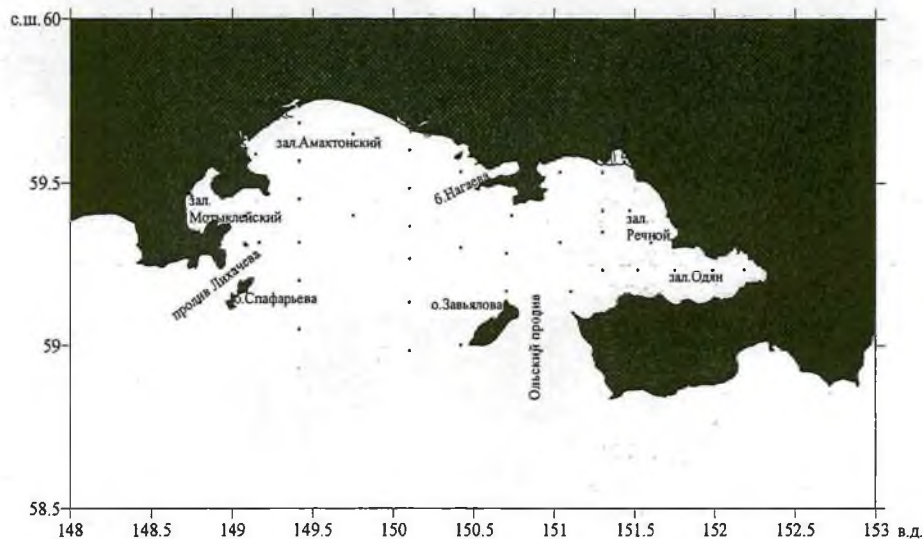 с.ш.60
зал.Амахтонский
59.5
б.Нагаева
зал.
Мотыклейский
зал.
Речной
пролив Лихачева
зал.Одян
о.Спафарьева
о.Завьялова
Ольский пролив
59
58.5
148 148.5 149 149.5 150 150.5 151 151.5 152 152.5 153 в.д.